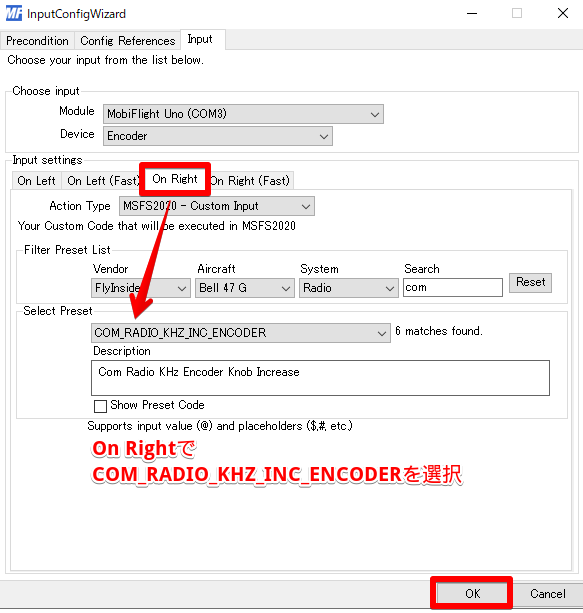 MF InputConfigWizard
Precondition Config References Input
Choose your input from the list below.
Choose input
Module MobiFlight Uno (COM3)
Device Encoder
Input settings
On Left On Left (Fast) On Right On Right (Fast)
Action Type MSFS2020 - Custom Input
Your Custom Code that will be executed in MSFS2020
Filter Preset List
Vendor Aircraft System Search
FlyInside Bell 47 G Radio com Reset
Select Preset
COM_RADIO_KHZ_INC_ENCODER 6 matches found.
Description
Com Radio KHz Encoder Knob Increase
Show Preset Code
Supports input value (@) and placeholders ($,#, etc.)
On Rightで
COM_RADIO_KHZ_INC_ENCODERを選択
OK Cancel